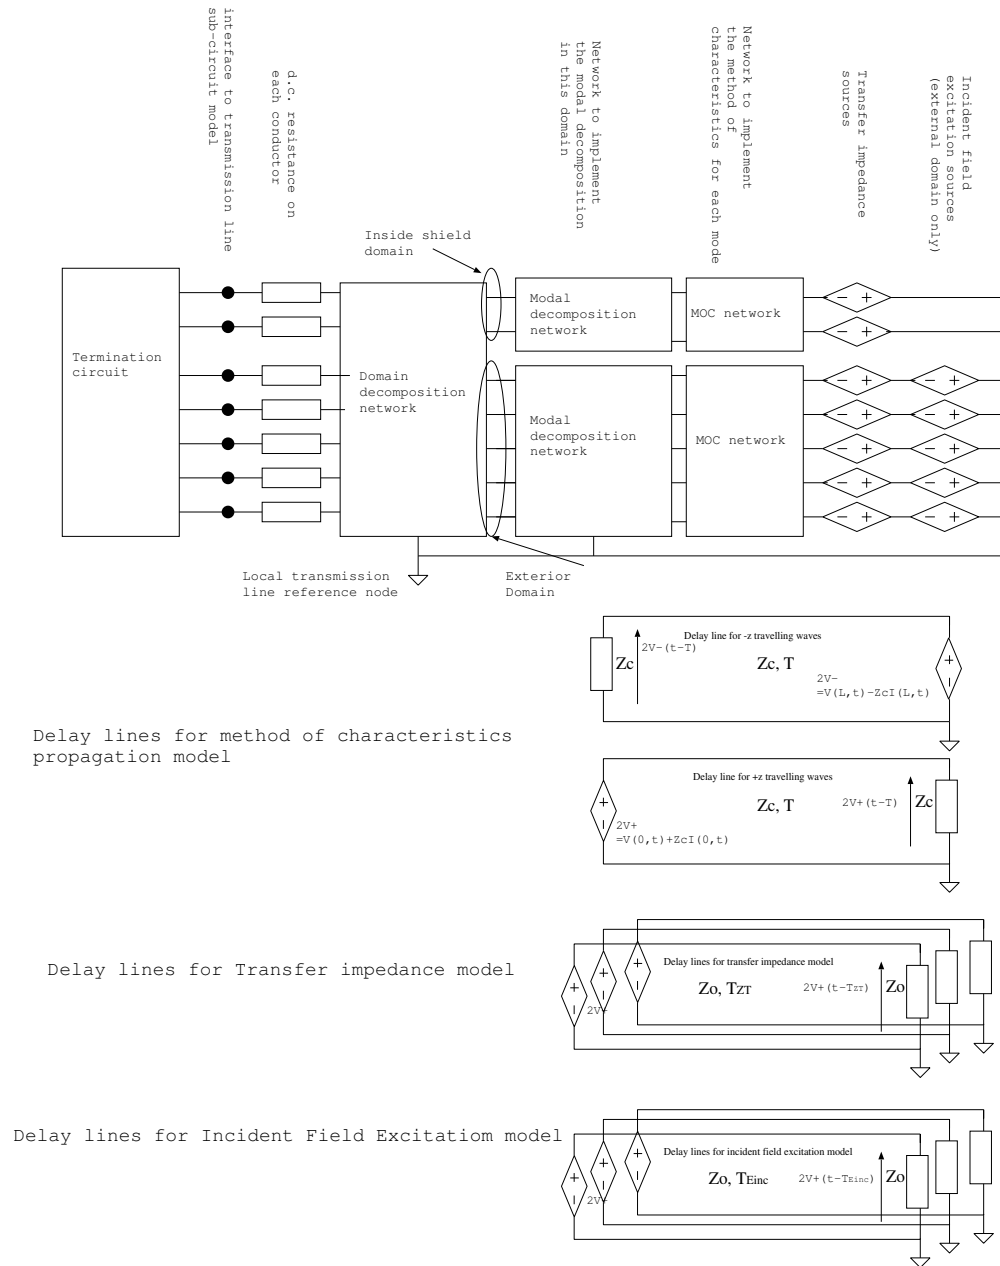 interface to transmission line
sub-circuit model
d.c. resistance on
each conductor
Network to implement
the modal decomposition
in this domain
Network to implement
the method of
characteristics for each mode
Transfer impedance
sources
Incident field
excitation sources
(external domain only)
Inside shield
domain
Termination
circuit
Domain
decomposition
network
Modal
decomposition
network
MOC network
− +
− +
Modal
decomposition
network
MOC network
− + − +
− + − +
− + − +
− + − +
− + − +
Local transmission
line reference node
Exterior
Domain
Delay lines for method of characteristics
propagation model
Delay line for -z travelling waves
Zc
2V−(t−T)
Zc, T
2V−
=V(L,t)−ZcI(L,t)
+
−
Delay line for +z travelling waves
+
−
2V+
=V(0,t)+ZcI(0,t)
Zc, T
2V+(t−T)
Zc
Delay lines for Transfer impedance model
Delay lines for transfer impedance model
+ + +
− − −
2V+
Zo, TZT
2V+(t−TZT)
Zo
Delay lines for Incident Field Excitatiom model
Delay lines for incident field excitation model
+ + +
− − −
2V+
Zo, TEinc
2V+(t−TEinc)
Zo